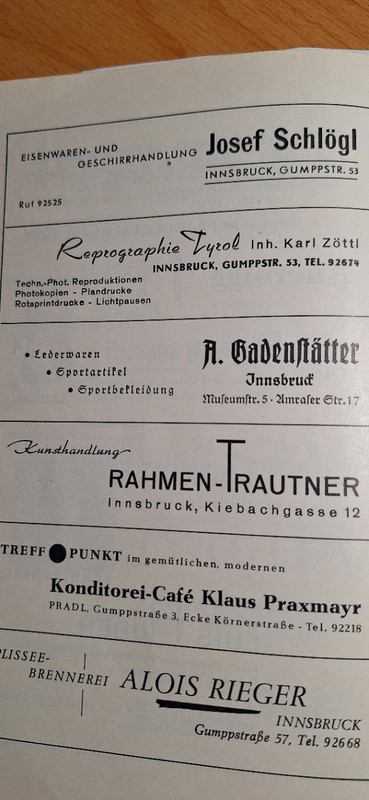 EISENWAREN- UND
GESCHIRRHANDLUNG
Josef Schlögl
INNSBRUCK, GUMPPSTR. 53
Ruf 92525
Reprographie Tyrol Inh. Karl Zöttl
INNSBRUCK, GUMPPSTR. 53, TEL. 92674
Techn.-Phot. Reproduktionen
Photokopien - Plandrucke
Rotaprintdrucke - Lichtpausen
• Lederwaren
• Sportartikel
• Sportbekleidung
A. Gadenstätter
Innsbruck
Museumstr. 5 · Amraser Str. 17
Kunsthandlung
RAHMEN-TRAUTNER
Innsbruck, Kiebachgasse 12
TREFF PUNKT im gemütlichen, modernen
Konditorei-Café Klaus Praxmayr
PRADL, Gumppstraße 3, Ecke Körnerstraße - Tel. 92218
PLISSEE-
BRENNEREI
ALOIS RIEGER
INNSBRUCK
Gumppstraße 57, Tel. 92668